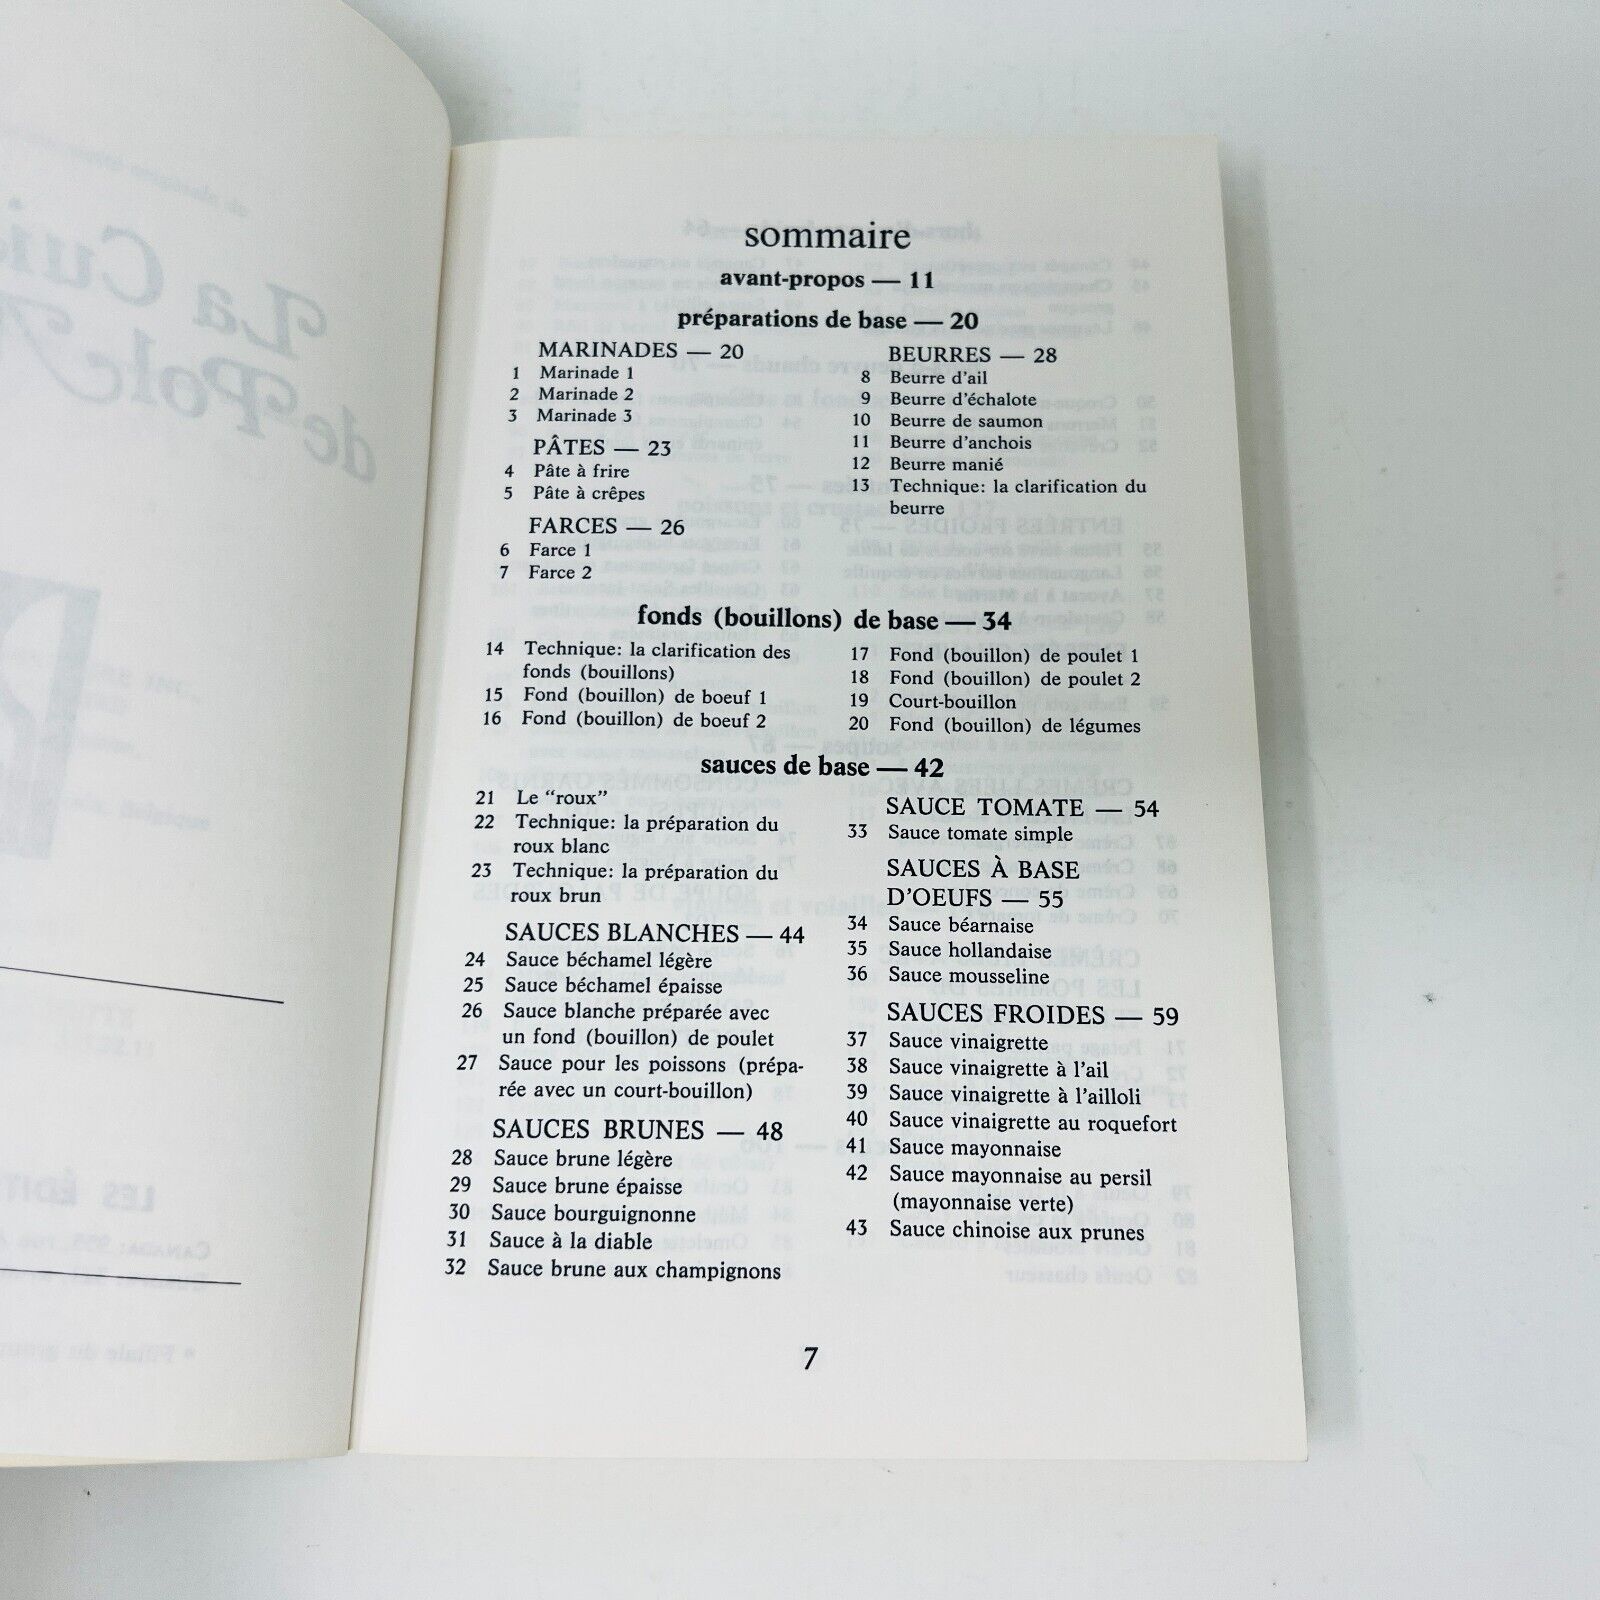 sommaire
avant-propos — 11
préparations de base — 20
MARINADES — 20
1 Marinade 1
2 Marinade 2
3 Marinade 3
PÂTES — 23
4 Pâte à frire
5 Pâte à crêpes
FARCES — 26
6 Farce 1
7 Farce 2
BEURRES — 28
8 Beurre d'ail
9 Beurre d'échalote
10 Beurre de saumon
11 Beurre d'anchois
12 Beurre manié
13 Technique: la clarification du
beurre
fonds (bouillons) de base — 34
14 Technique: la clarification des
fonds (bouillons)
15 Fond (bouillon) de boeuf 1
16 Fond (bouillon) de boeuf 2
17 Fond (bouillon) de poulet 1
18 Fond (bouillon) de poulet 2
19 Court-bouillon
20 Fond (bouillon) de légumes
sauces de base — 42
21 Le "roux"
22 Technique: la préparation du
roux blanc
23 Technique: la préparation du
roux brun
SAUCES BLANCHES — 44
24 Sauce béchamel légère
25 Sauce béchamel épaisse
26 Sauce blanche préparée avec
un fond (bouillon) de poulet
27 Sauce pour les poissons (prépa-
rée avec un court-bouillon)
SAUCES BRUNES — 48
28 Sauce brune légère
29 Sauce brune épaisse
30 Sauce bourguignonne
31 Sauce à la diable
32 Sauce brune aux champignons
SAUCE TOMATE — 54
33 Sauce tomate simple
SAUCES À BASE
D'OEUFS — 55
34 Sauce béarnaise
35 Sauce hollandaise
36 Sauce mousseline
SAUCES FROIDES — 59
37 Sauce vinaigrette
38 Sauce vinaigrette à l'ail
39 Sauce vinaigrette à l'ailloli
40 Sauce vinaigrette au roquefort
41 Sauce mayonnaise
42 Sauce mayonnaise au persil
(mayonnaise verte)
43 Sauce chinoise aux prunes
7